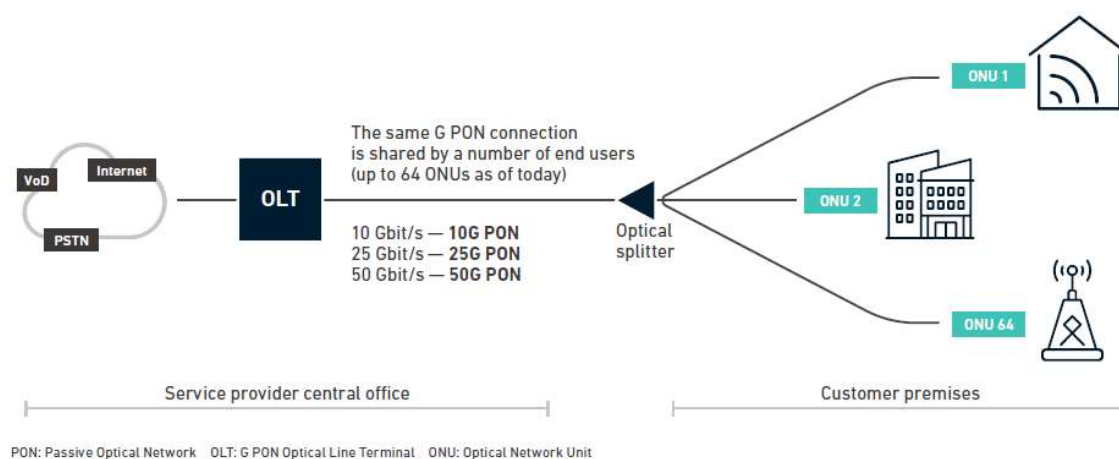 VoD
Internet
PSTN
OLT
The same G PON connection
is shared by a number of end users
(up to 64 ONUs as of today)
10 Gbit/s — 10G PON
25 Gbit/s — 25G PON
50 Gbit/s — 50G PON
Optical
splitter
ONU 1
ONU 2
ONU 64
Service provider central office
Customer premises
PON: Passive Optical Network OLT: G PON Optical Line Terminal ONU: Optical Network Unit